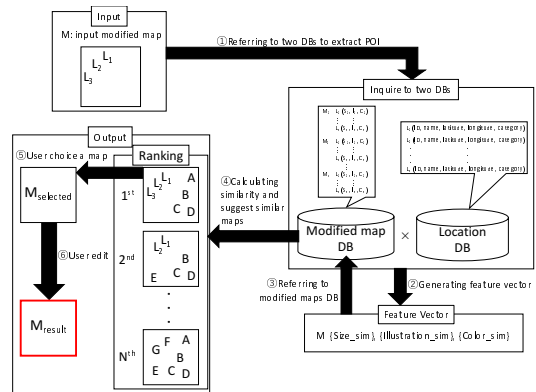 Input
M: input modified map
L₁
L₂
L₃
①Referring to two DBs to extract POI
Inquire to two DBs
Modified map
DB
×
Location
DB
②Generating feature vector
Feature Vector
M {Size_sim}, {Illustration_sim}, {Color_sim}
③Referring to
modified maps DB
④Calculating
similarity and
suggest similar
maps
Output
Ranking
1st
L₁
L₂
L₃
A
B
C D
2nd
L₁
L₂
B
E C D
Nth
G F A
B
E C D
⑤User choice a map
Mselected
⑥User edit
Mresult